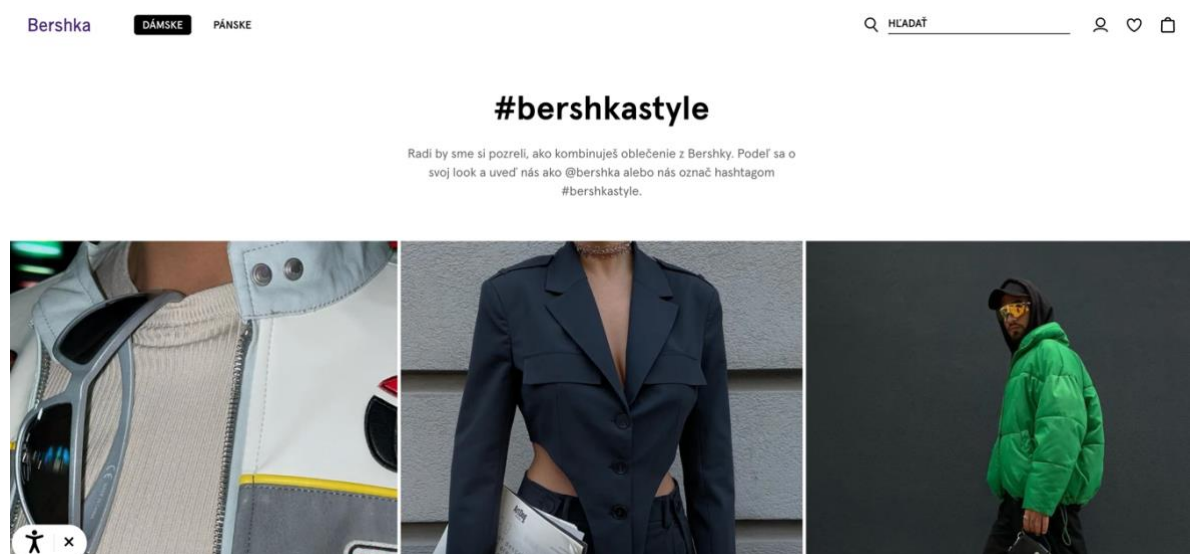 Bershka
DÁMSKE
PÁNSKE
HĽADAŤ
#bershkastyle
Radi by sme si pozreli, ako kombinuješ oblečenie z Bershky. Podeľ sa o
svoj look a uveď nás ako @bershka alebo nás označ hashtagom
#bershkastyle.